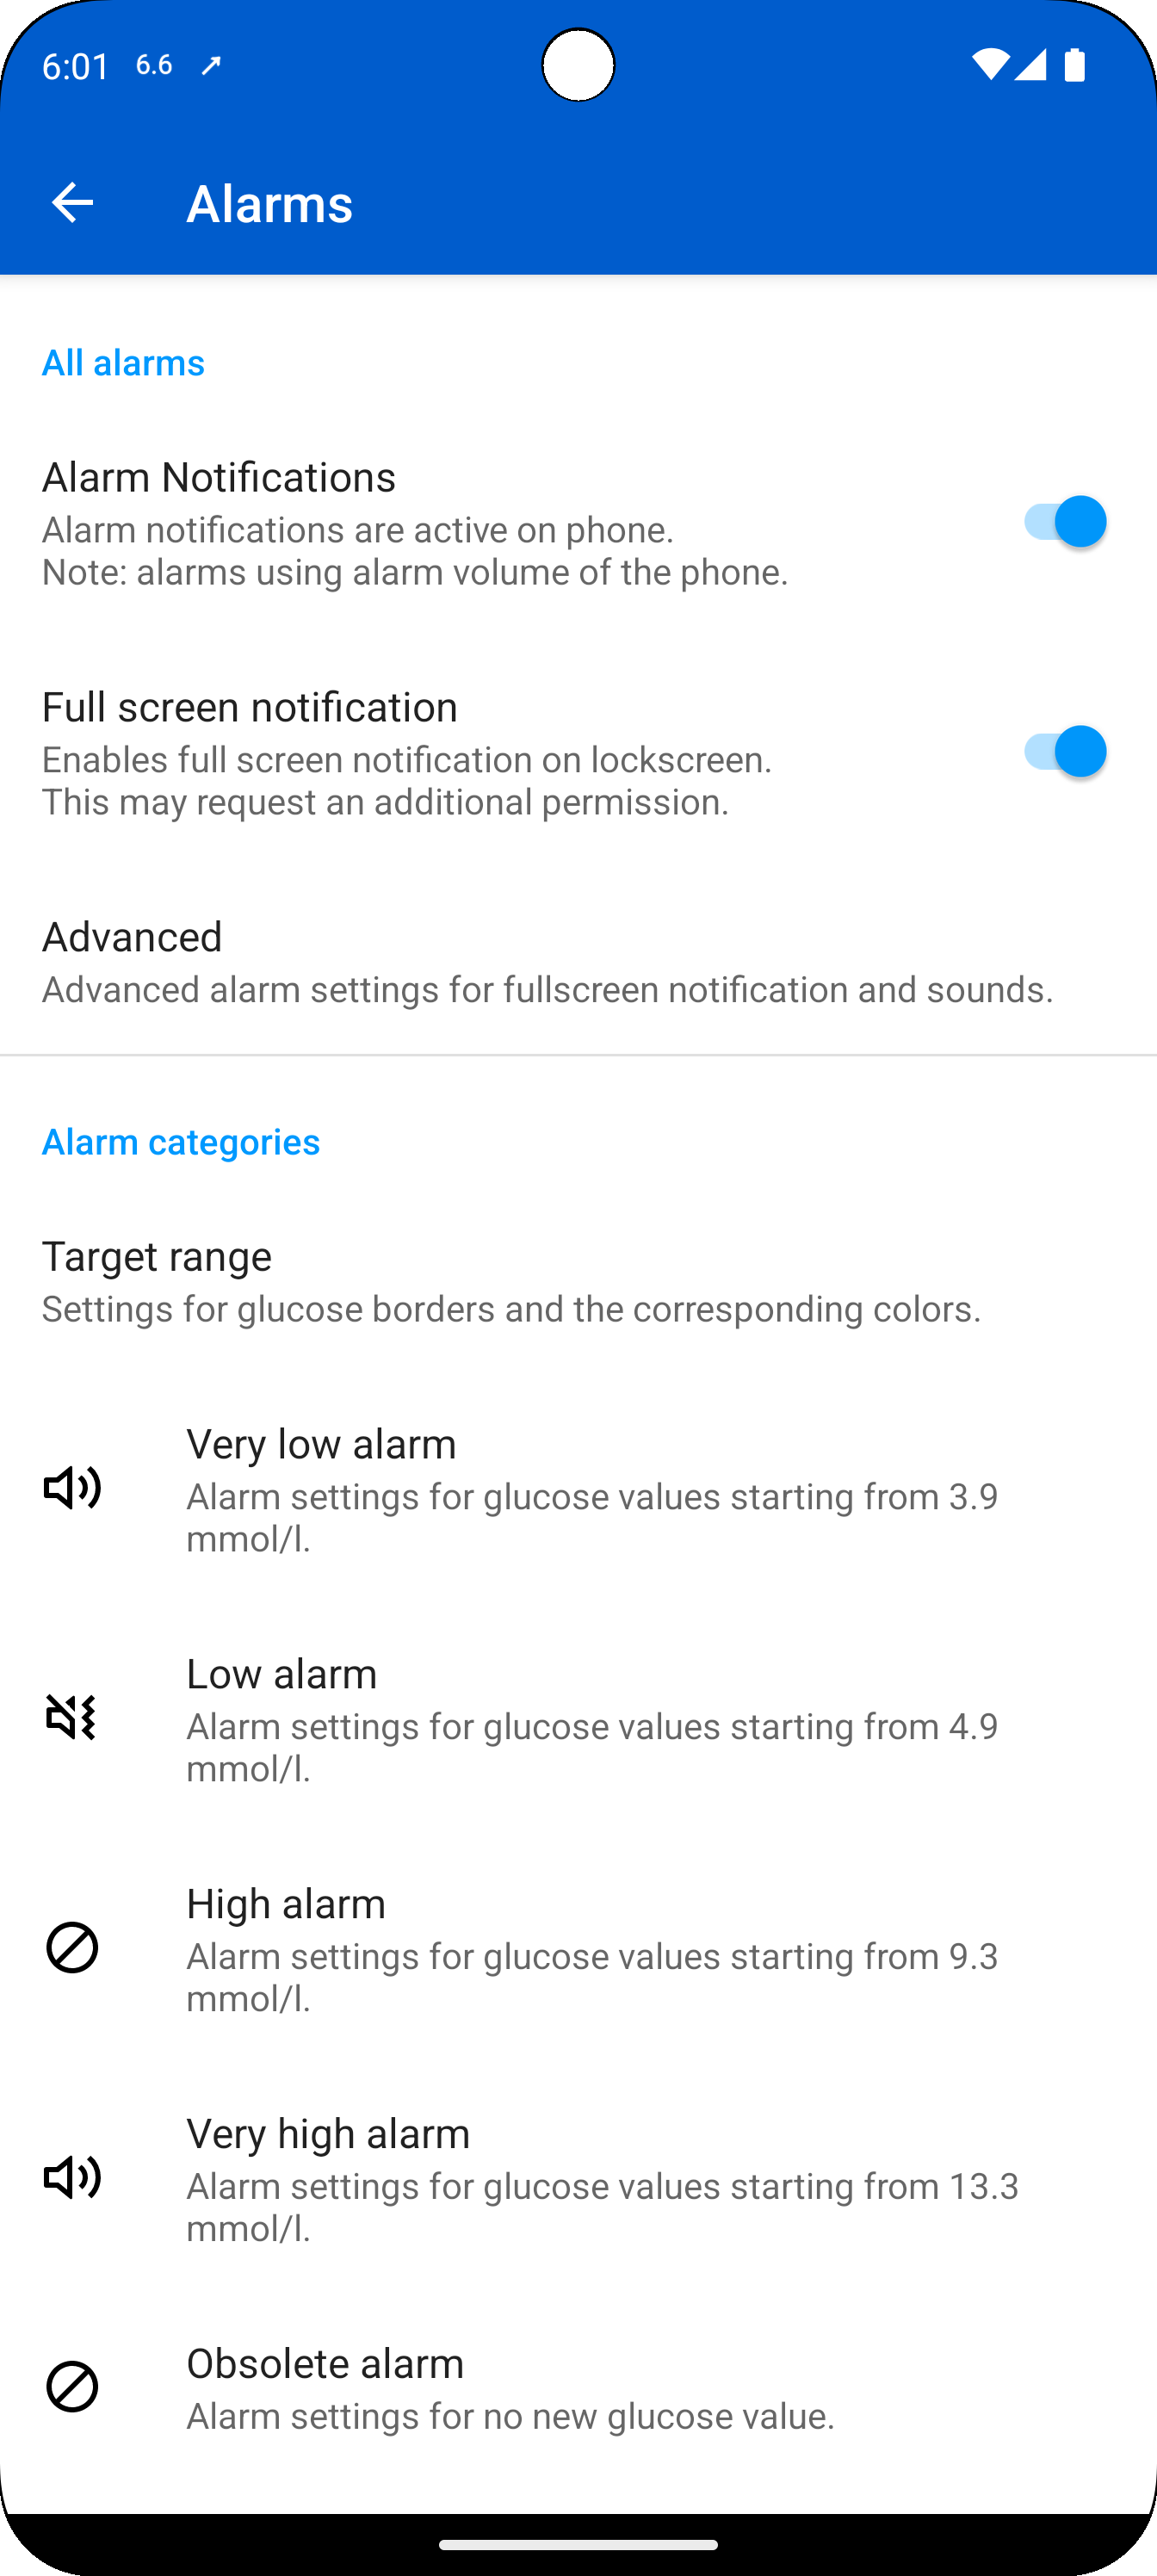 6:01 6.6
Alarms
All alarms
Alarm Notifications
Alarm notifications are active on phone.
Note: alarms using alarm volume of the phone.
Full screen notification
Enables full screen notification on lockscreen.
This may request an additional permission.
Advanced
Advanced alarm settings for fullscreen notification and sounds.
Alarm categories
Target range
Settings for glucose borders and the corresponding colors.
Very low alarm
Alarm settings for glucose values starting from 3.9
mmol/l.
Low alarm
Alarm settings for glucose values starting from 4.9
mmol/l.
High alarm
Alarm settings for glucose values starting from 9.3
mmol/l.
Very high alarm
Alarm settings for glucose values starting from 13.3
mmol/l.
Obsolete alarm
Alarm settings for no new glucose value.